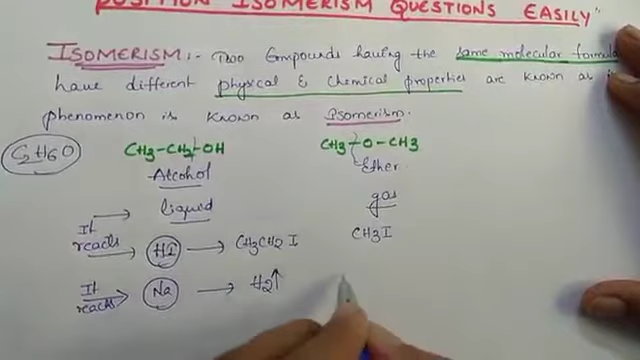 POSITION ISOMERISM QUESTIONS EASILY"
ISOMERISM:- Two Compounds having the same molecular formula
have different physical & chemical properties are known as
phenomenon is known as Isomerism.
C2H6O CH3-CH2-OH CH3-O-CH3
Alcohol Ether
liquid gas
It reacts HI → CH3CH2I CH3I
It reacts Na → H2↑